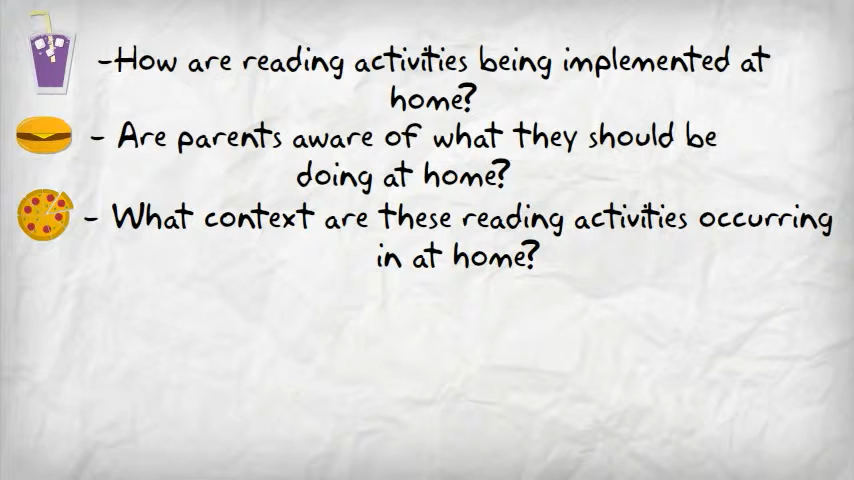 -How are reading activities being implemented at
home?
- Are parents aware of what they should be
doing at home?
- What context are these reading activities occurring
in at home?